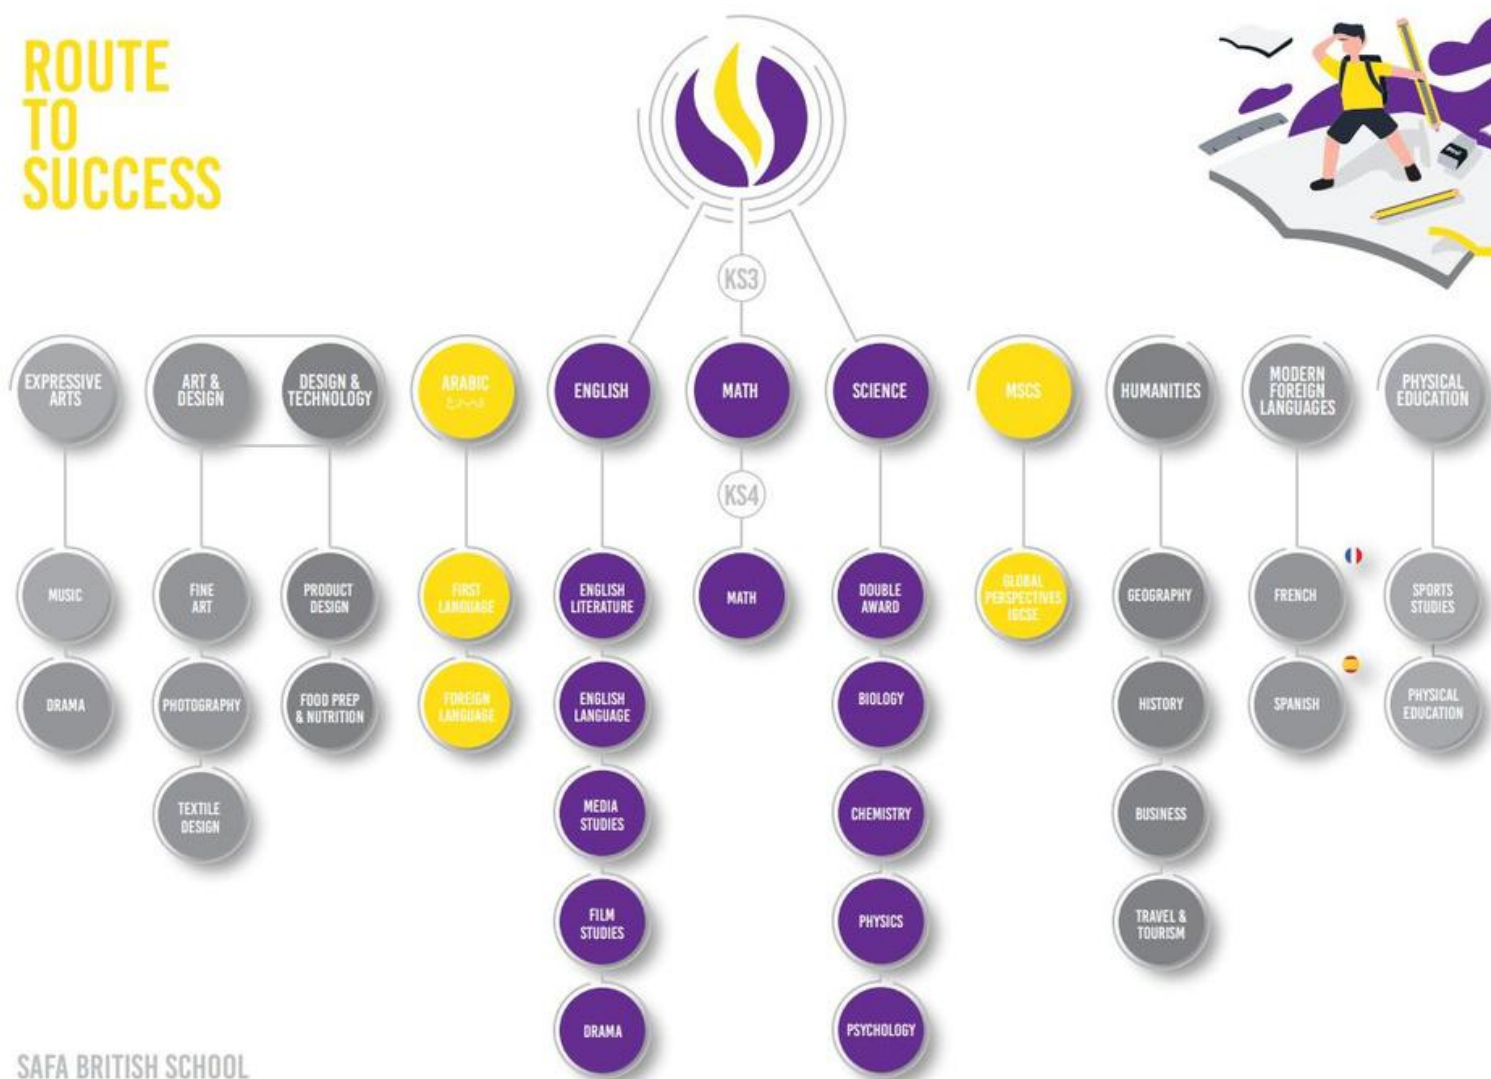 ROUTE
TO
SUCCESS
KS3
EXPRESSIVE
ARTS
ART &
DESIGN
DESIGN &
TECHNOLOGY
ARABIC
ENGLISH
MATH
SCIENCE
MSCS
HUMANITIES
MODERN
FOREIGN
LANGUAGES
PHYSICAL
EDUCATION
KS4
MUSIC
FINE
ART
PRODUCT
DESIGN
FIRST
LANGUAGE
ENGLISH
LITERATURE
MATH
DOUBLE
AWARD
GLOBAL
PERSPECTIVES
IGCSE
GEOGRAPHY
FRENCH
SPORTS
STUDIES
DRAMA
PHOTOGRAPHY
FOOD PREP
& NUTRITION
FOREIGN
LANGUAGE
ENGLISH
LANGUAGE
BIOLOGY
HISTORY
SPANISH
PHYSICAL
EDUCATION
TEXTILE
DESIGN
MEDIA
STUDIES
CHEMISTRY
BUSINESS
FILM
STUDIES
PHYSICS
TRAVEL &
TOURISM
DRAMA
PSYCHOLOGY
SAFA BRITISH SCHOOL